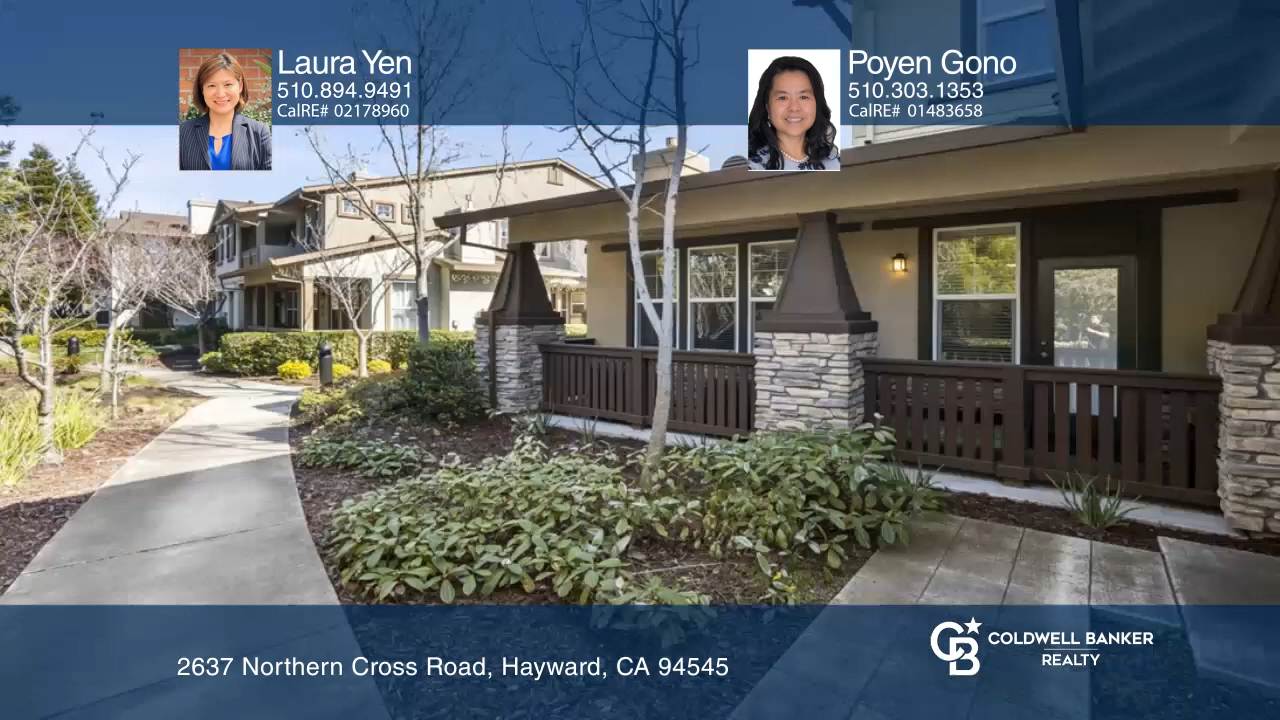 Laura Yen
510.894.9491
CalRE# 02178960
Poyen Gono
510.303.1353
CalRE# 01483658
2637 Northern Cross Road, Hayward, CA 94545
CB
COLDWELL BANKER
REALTY